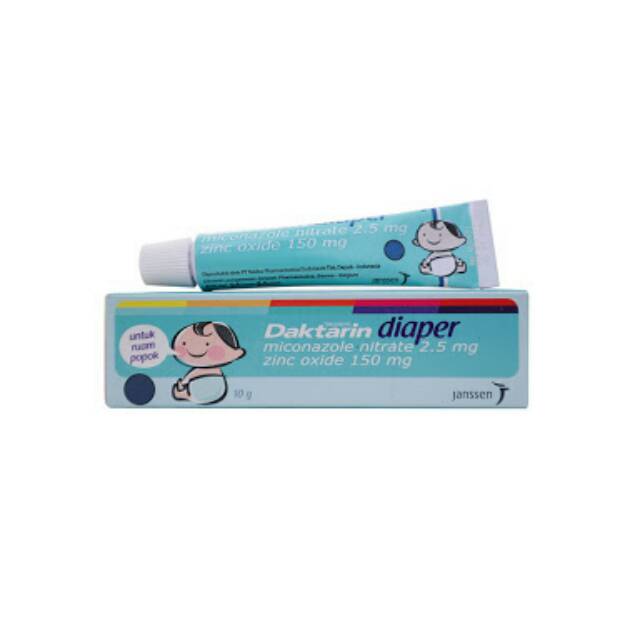 miconazole nitrate 2.5 mg
zinc oxide 150 mg
Janssen
untuk
ruam
popok
Daktarin diaper
miconazole nitrate 2.5 mg
zinc oxide 150 mg
10 g
Janssen